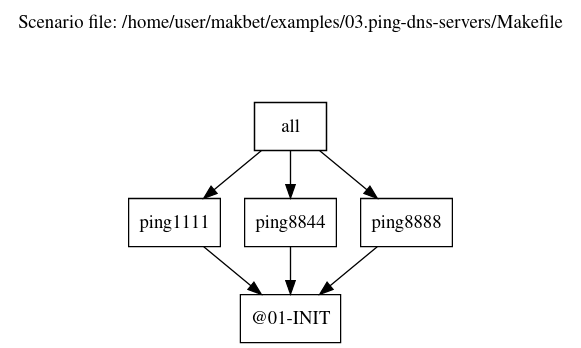 Scenario file: /home/user/makbet/examples/03.ping-dns-servers/Makefile
all
ping1111
ping8844
ping8888
@01-INIT